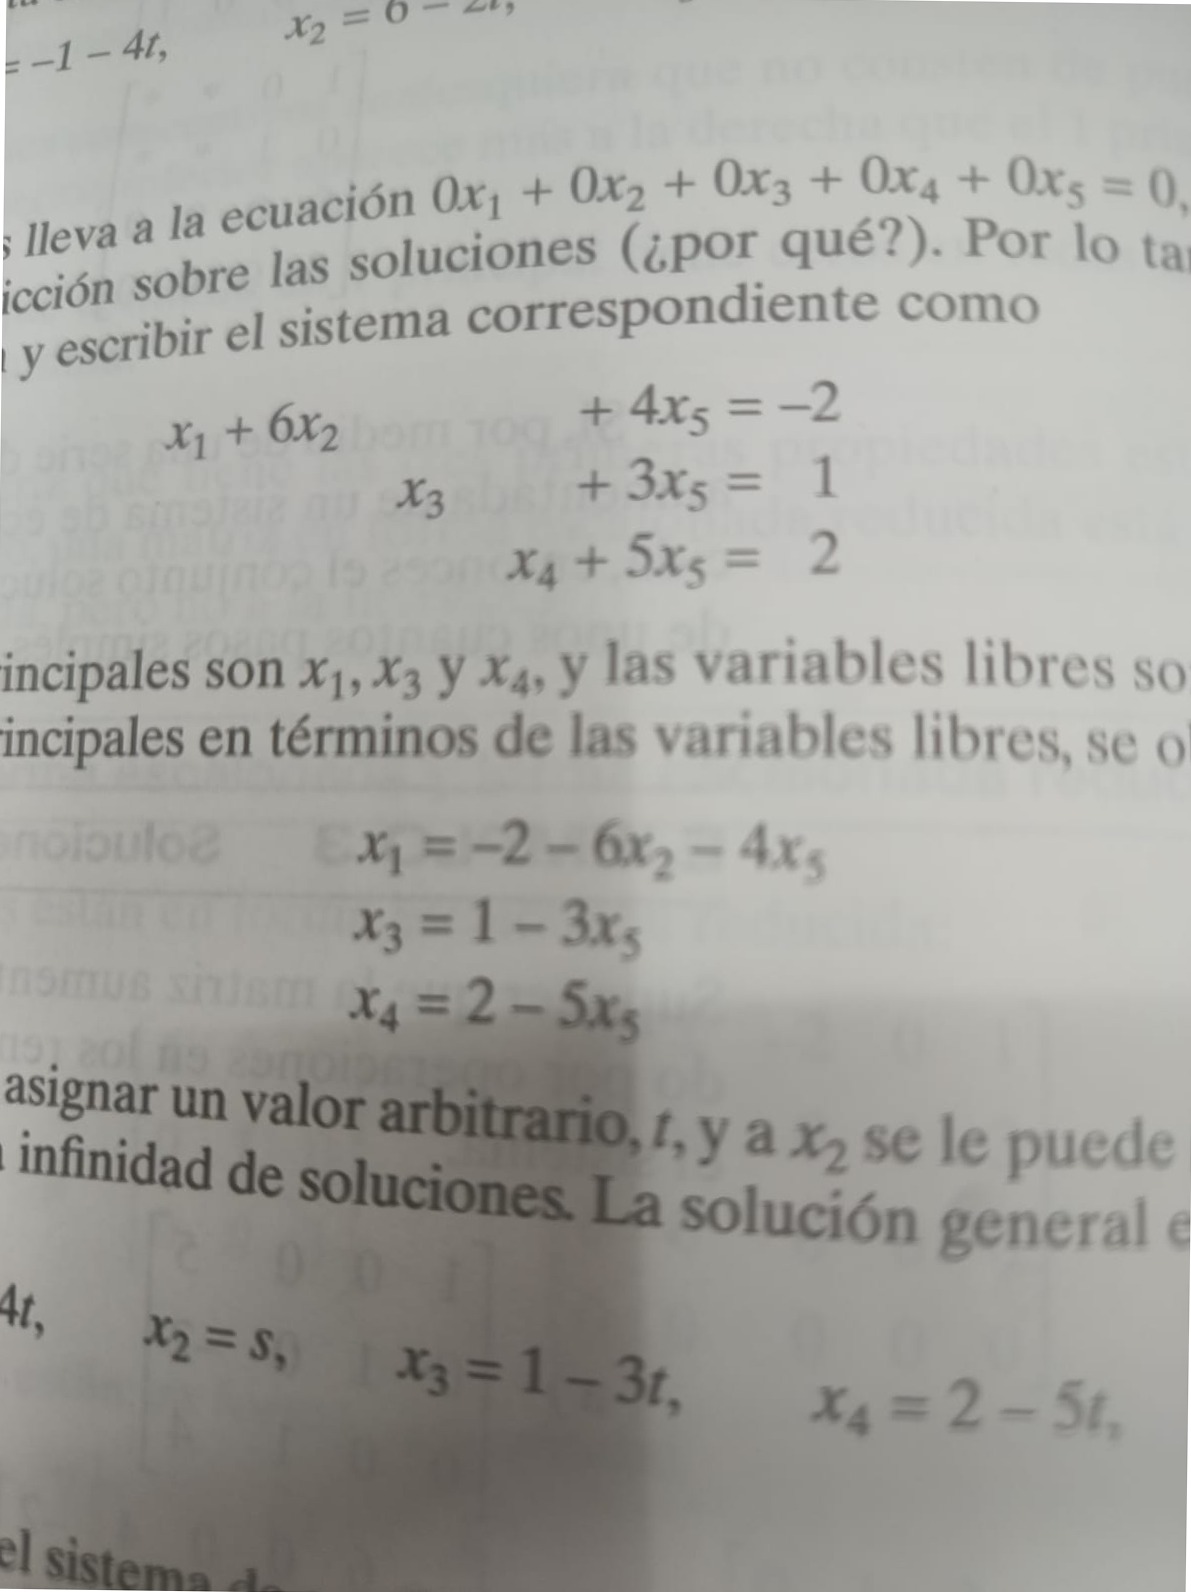 = –1 – 4t, x₂ = 6 – 2t,
lleva a la ecuación 0x₁ + 0x₂ + 0x₃ + 0x₄ + 0x₅ = 0,
icción sobre las soluciones (¿por qué?). Por lo ta
y escribir el sistema correspondiente como
x₁ + 6x₂ + 4x₅ = –2
x₃ + 3x₅ = 1
x₄ + 5x₅ = 2
incipales son x₁, x₃ y x₄, y las variables libres so
incipales en términos de las variables libres, se o
x₁ = –2 – 6x₂ – 4x₅
x₃ = 1 – 3x₅
x₄ = 2 – 5x₅
asignar un valor arbitrario, t, y a x₂ se le puede
infinidad de soluciones. La solución general e
4t, x₂ = s, x₃ = 1 – 3t, x₄ = 2 – 5t,
el sistema de